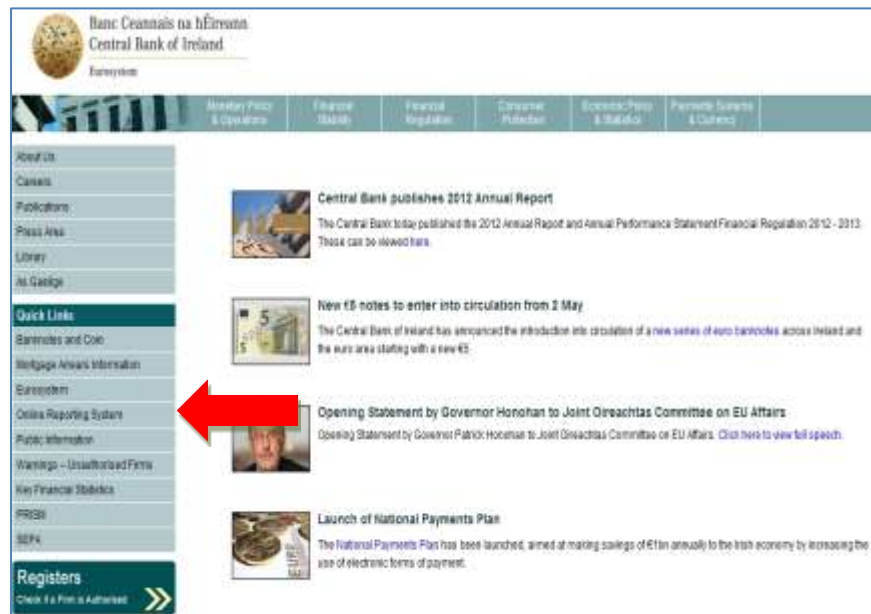 Banc Ceannais na hÉireann
Central Bank of Ireland
Eurosystem
Monetary Policy
& Operations
Financial
Stability
Financial
Regulation
Consumer
Protection
Economic Policy
& Statistics
Payments Systems
& Currency
About Us
Careers
Publications
Press Area
Library
As Gaeilge
Quick Links
Banknotes and Coin
Mortgage Arrears Information
Eurosystem
Online Reporting System
Public Information
Warnings – Unauthorised Firms
Key Financial Statistics
PRISM
SEPA
Registers
Check if a Firm is Authorised
Central Bank publishes 2012 Annual Report
The Central Bank today published the 2012 Annual Report and Annual Performance Statement Financial Regulation 2012 - 2013.
These can be viewed here.
New €5 notes to enter into circulation from 2 May
The Central Bank of Ireland has announced the introduction into circulation of a new series of euro banknotes across Ireland and
the euro area starting with a new €5
5
Opening Statement by Governor Honohan to Joint Oireachtas Committee on EU Affairs
Opening Statement by Governor Patrick Honohan to Joint Oireachtas Committee on EU Affairs. Click here to view full speech.
Launch of National Payments Plan
The National Payments Plan has been launched, aimed at making savings of €1bn annually to the Irish economy by increasing the
use of electronic forms of payment.